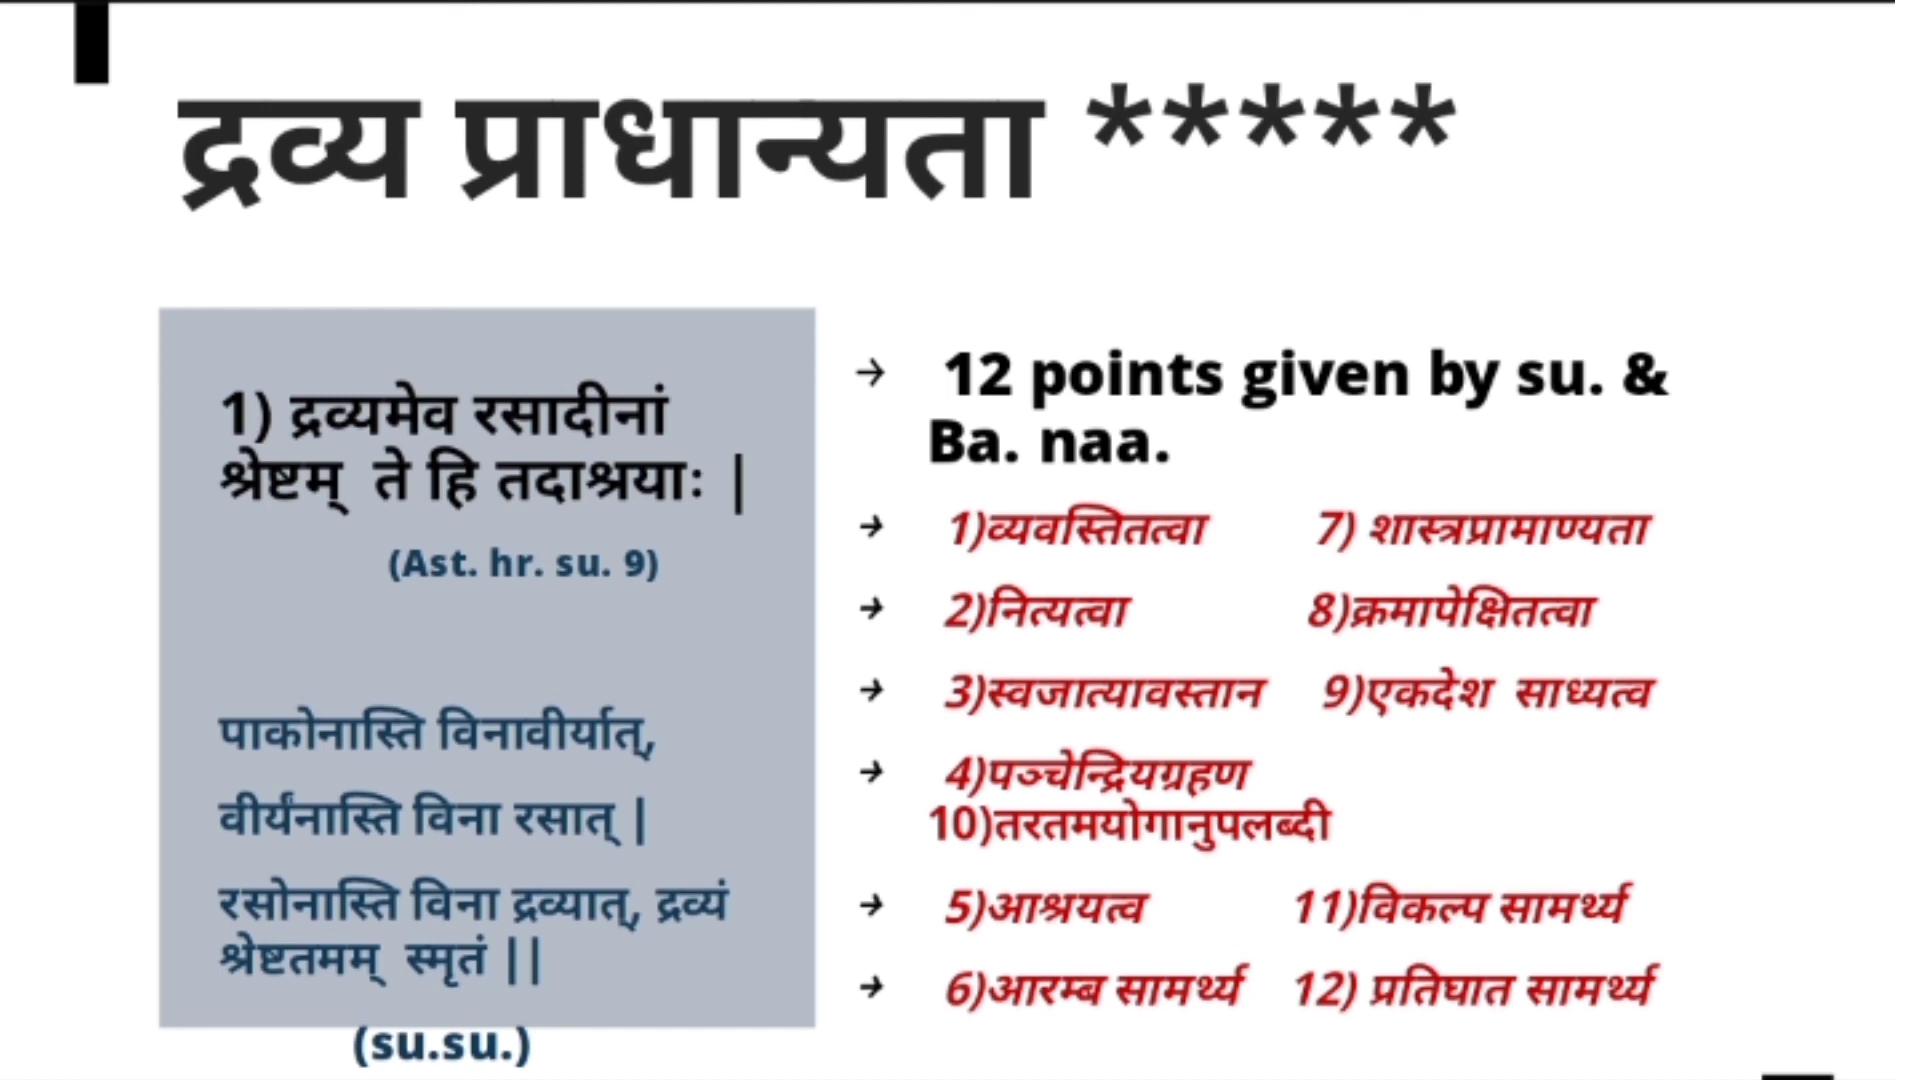 द्रव्य प्राधान्यता *****
1) द्रव्यमेव रसादीनां
श्रेष्टम् ते हि तदाश्रयाः |
(Ast. hr. su. 9)
पाकोनास्ति विनावीर्यात्,
वीर्यंनास्ति विना रसात् |
रसोनास्ति विना द्रव्यात्, द्रव्यं
श्रेष्टतमम् स्मृतं ||
(su.su.)
→ 12 points given by su. &
Ba. naa.
→ 1)व्यवस्तितत्वा 7) शास्त्रप्रामाण्यता
→ 2)नित्यत्वा 8)क्रमापेक्षितत्वा
→ 3)स्वजात्यावस्तान 9)एकदेश साध्यत्व
→ 4)पञ्चेन्द्रियग्रहण
10)तरतमयोगानुपलब्दी
→ 5)आश्रयत्व 11)विकल्प सामर्थ्य
→ 6)आरम्ब सामर्थ्य 12) प्रतिघात सामर्थ्य